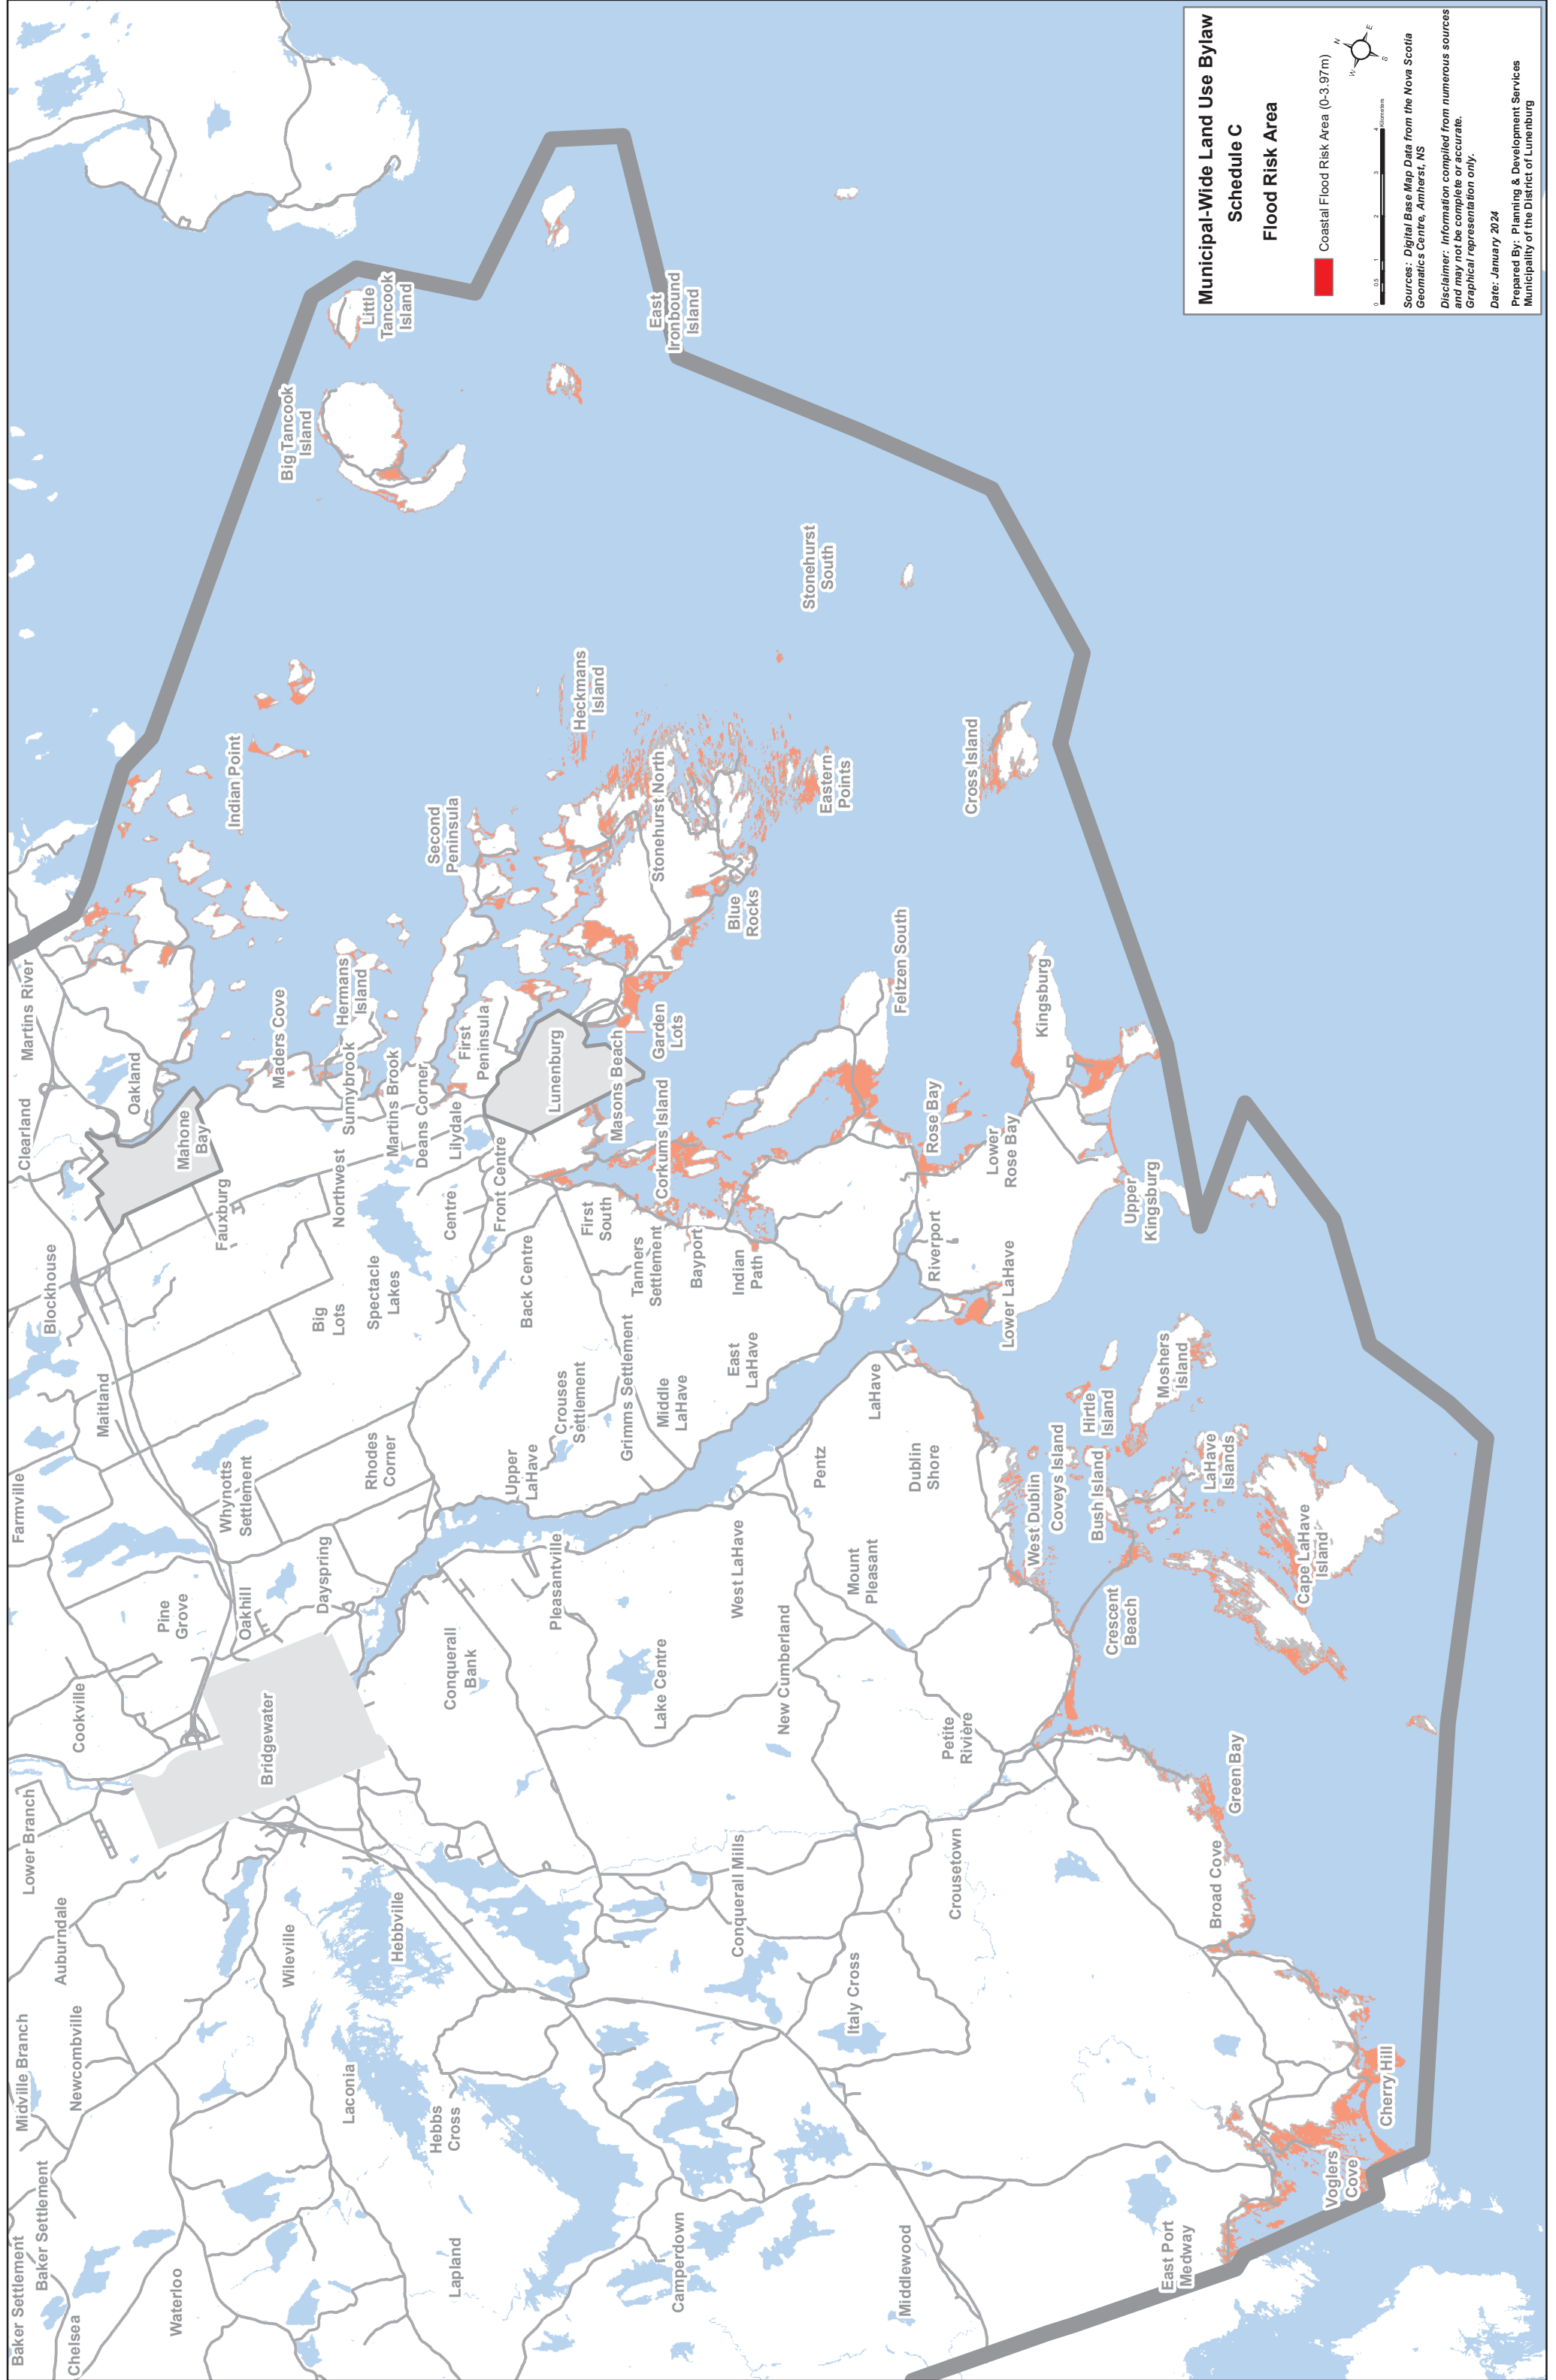 Baker Settlement
Baker Settlement
Chelsea
Waterloo
Midville Branch
Newcombville
Auburndale
Lower Branch
Cookville
Pine
Grove
Oakhill
Bridgewater
Wileville
Hebbville
Laconia
Hebbs
Cross
Lapland
Camperdown
Middlewood
East Port
Medway
Voglers
Cove
Cherry Hill
Broad Cove
Green Bay
Italy Cross
Crousetown
Conquerall Mills
Petite
Rivière
New Cumberland
Lake Centre
Conquerall
Bank
Pleasantville
West LaHave
Mount
Pleasant
Crescent
Beach
Cape LaHave
Island
LaHave
Islands
Bush Island
Coveys Island
West Dublin
Hirtle
Island
Moshers
Island
Dublin
Shore
Pentz
LaHave
Farmville
Whynotts
Settlement
Dayspring
Rhodes
Corner
Upper
LaHave
Crouses
Settlement
Grimms Settlement
Middle
LaHave
East
LaHave
Maitland
Blockhouse
Big
Lots
Spectacle
Lakes
Back Centre
Tanners
Settlement
Bayport
Indian
Path
Riverport
Lower LaHave
Upper
Kingsburg
Lower
Rose Bay
Rose Bay
Kingsburg
Feltzen South
First
South
Corkums Island
Masons Beach
Garden
Lots
Lunenburg
Front Centre
Centre
Northwest
Fauxburg
Mahone
Bay
Clearland
Oakland
Martins River
Maders Cove
Sunnybrook
Hermans
Island
Martins Brook
Deans Corner
Lilydale
First
Peninsula
Second
Peninsula
Indian Point
Blue
Rocks
Stonehurst North
Heckmans
Island
Eastern
Points
Cross Island
Stonehurst
South
Big Tancook
Island
Little
Tancook
Island
East
Ironbound
Island
Municipal-Wide Land Use Bylaw
Schedule C
Flood Risk Area
Coastal Flood Risk Area (0-3.97m)
N
E
S
W
0 0.5 1 2 3 4
Kilometers
Sources: Digital Base Map Data from the Nova Scotia
Geomatics Centre, Amherst, NS
Disclaimer: Information compiled from numerous sources
and may not be complete or accurate.
Graphical representation only.
Date: January 2024
Prepared By: Planning & Development Services
Municipality of the District of Lunenburg